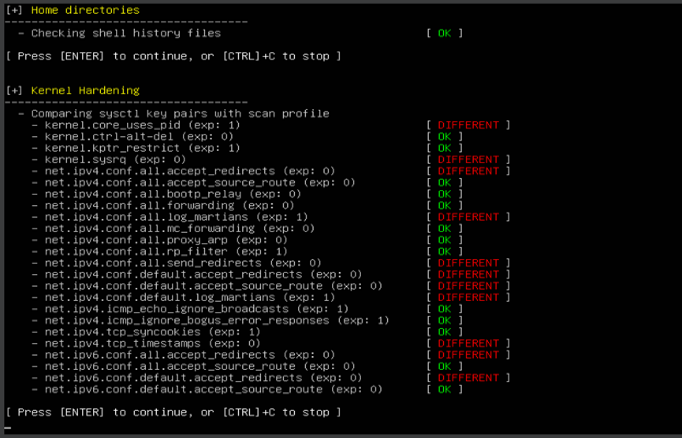 [+] Home directories
------------------------------------
- Checking shell history files [ OK ]
[ Press [ENTER] to continue, or [CTRL]+C to stop ]
[+] Kernel Hardening
------------------------------------
- Comparing sysctl key pairs with scan profile
- kernel.core_uses_pid (exp: 1) [ DIFFERENT ]
- kernel.ctrl-alt-del (exp: 0) [ OK ]
- kernel.kptr_restrict (exp: 1) [ OK ]
- kernel.sysrq (exp: 0) [ DIFFERENT ]
- net.ipv4.conf.all.accept_redirects (exp: 0) [ DIFFERENT ]
- net.ipv4.conf.all.accept_source_route (exp: 0) [ OK ]
- net.ipv4.conf.all.bootp_relay (exp: 0) [ OK ]
- net.ipv4.conf.all.forwarding (exp: 0) [ OK ]
- net.ipv4.conf.all.log_martians (exp: 1) [ DIFFERENT ]
- net.ipv4.conf.all.mc_forwarding (exp: 0) [ OK ]
- net.ipv4.conf.all.proxy_arp (exp: 0) [ OK ]
- net.ipv4.conf.all.rp_filter (exp: 1) [ OK ]
- net.ipv4.conf.all.send_redirects (exp: 0) [ DIFFERENT ]
- net.ipv4.conf.default.accept_redirects (exp: 0) [ DIFFERENT ]
- net.ipv4.conf.default.accept_source_route (exp: 0) [ DIFFERENT ]
- net.ipv4.conf.default.log_martians (exp: 1) [ DIFFERENT ]
- net.ipv4.icmp_echo_ignore_broadcasts (exp: 1) [ OK ]
- net.ipv4.icmp_ignore_bogus_error_responses (exp: 1) [ OK ]
- net.ipv4.tcp_syncookies (exp: 1) [ OK ]
- net.ipv4.tcp_timestamps (exp: 0) [ DIFFERENT ]
- net.ipv6.conf.all.accept_redirects (exp: 0) [ DIFFERENT ]
- net.ipv6.conf.all.accept_source_route (exp: 0) [ OK ]
- net.ipv6.conf.default.accept_redirects (exp: 0) [ DIFFERENT ]
- net.ipv6.conf.default.accept_source_route (exp: 0) [ OK ]
[ Press [ENTER] to continue, or [CTRL]+C to stop ]